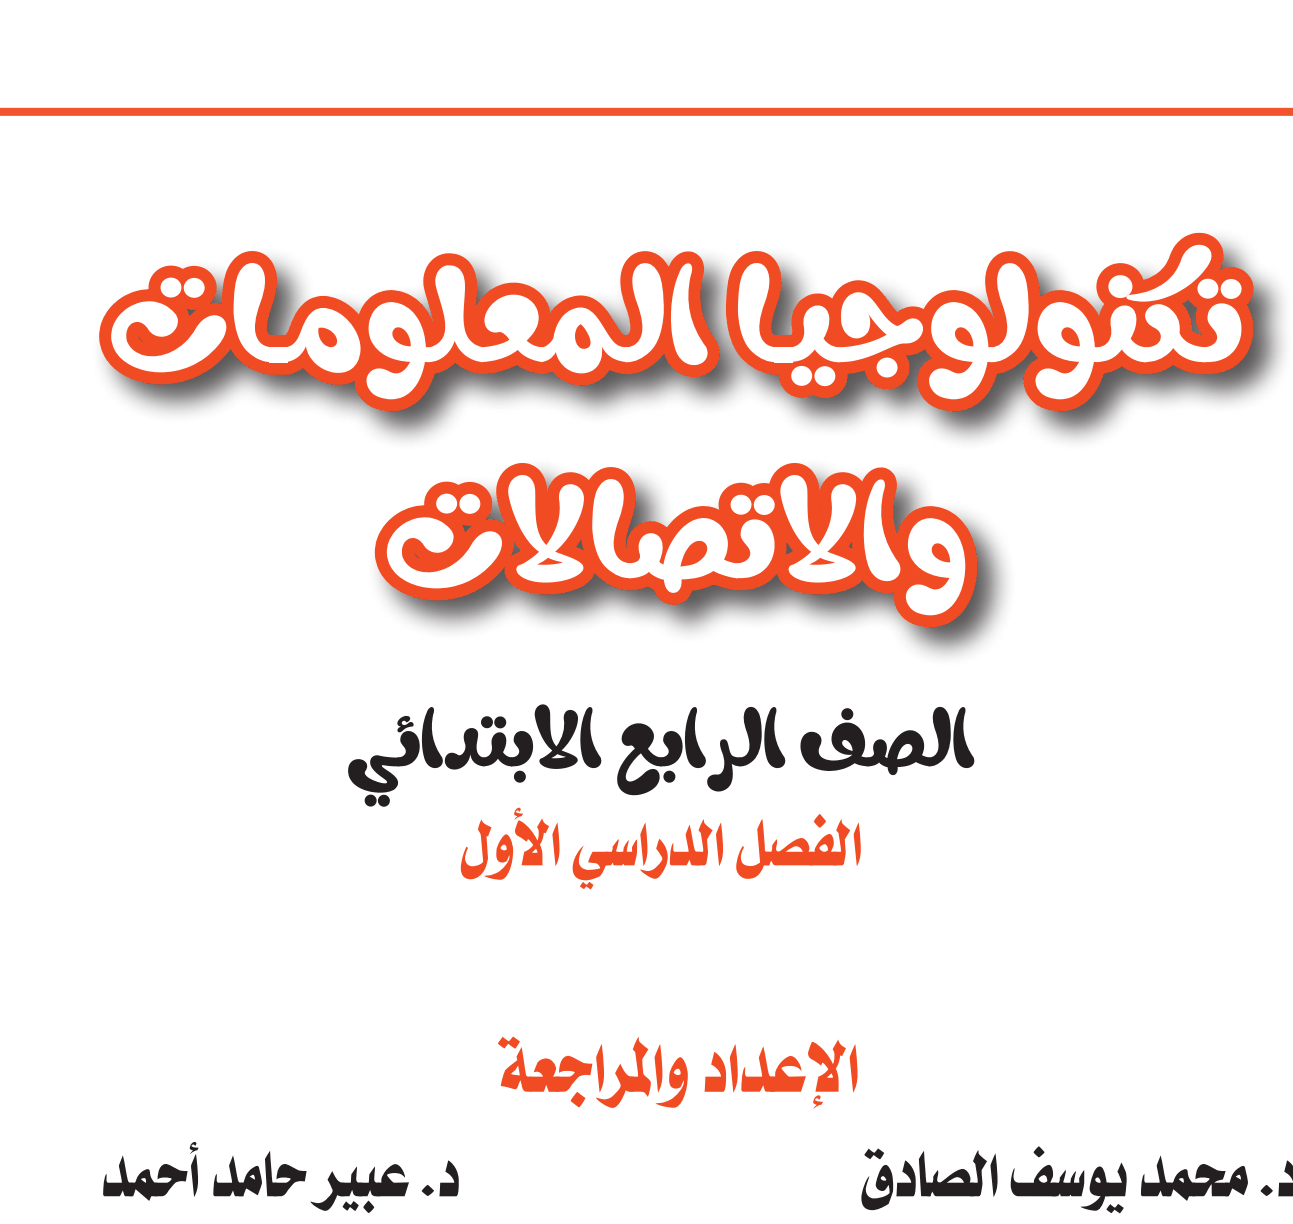 تكنولوجيا المعلومات
والاتصالات
الصف الرابع الابتدائي
الفصل الدراسي الأول
الإعداد والمراجعة
د. محمد يوسف الصادق د. عبير حامد أحمد